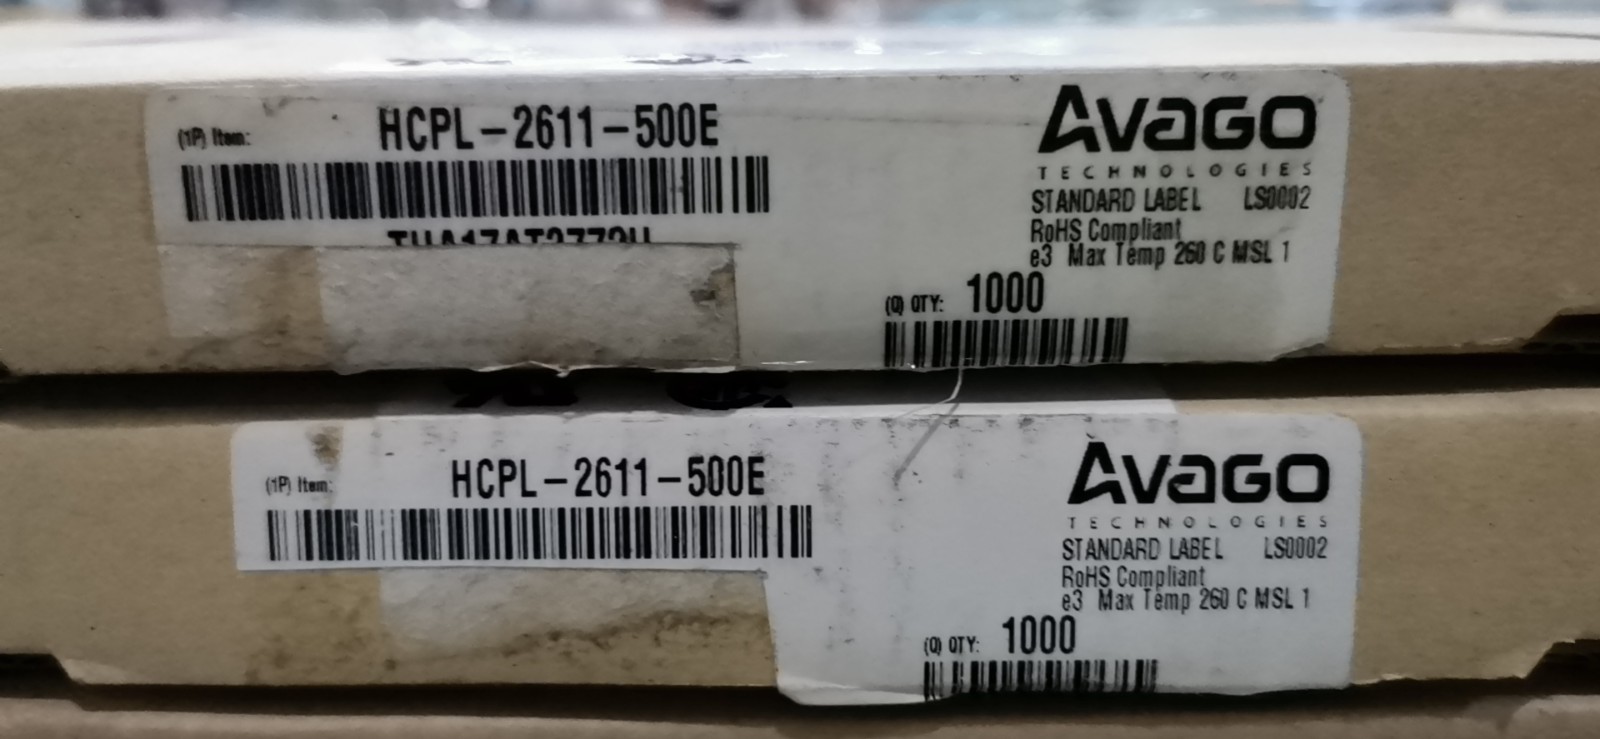 (1P) Item: HCPL-2611-500E
AVAGO
TECHNOLOGIES
STANDARD LABEL LS0002
RoHS Compliant
e3 Max Temp 260 C MSL 1
(Q) QTY: 1000
(1P) Item: HCPL-2611-500E
AVAGO
TECHNOLOGIES
STANDARD LABEL LS0002
RoHS Compliant
e3 Max Temp 260 C MSL 1
(Q) QTY: 1000